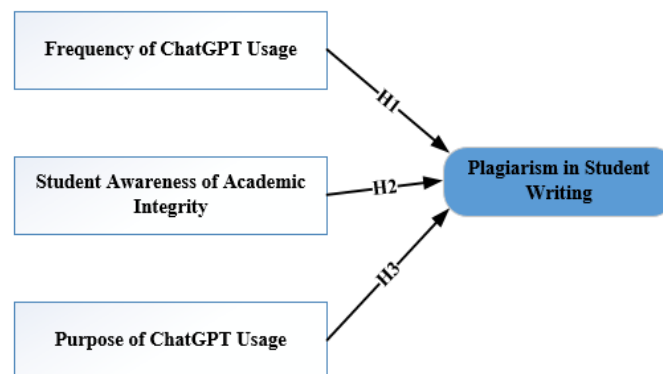 Frequency of ChatGPT Usage
H1
Student Awareness of Academic
Integrity
H2
Plagiarism in Student
Writing
H3
Purpose of ChatGPT Usage